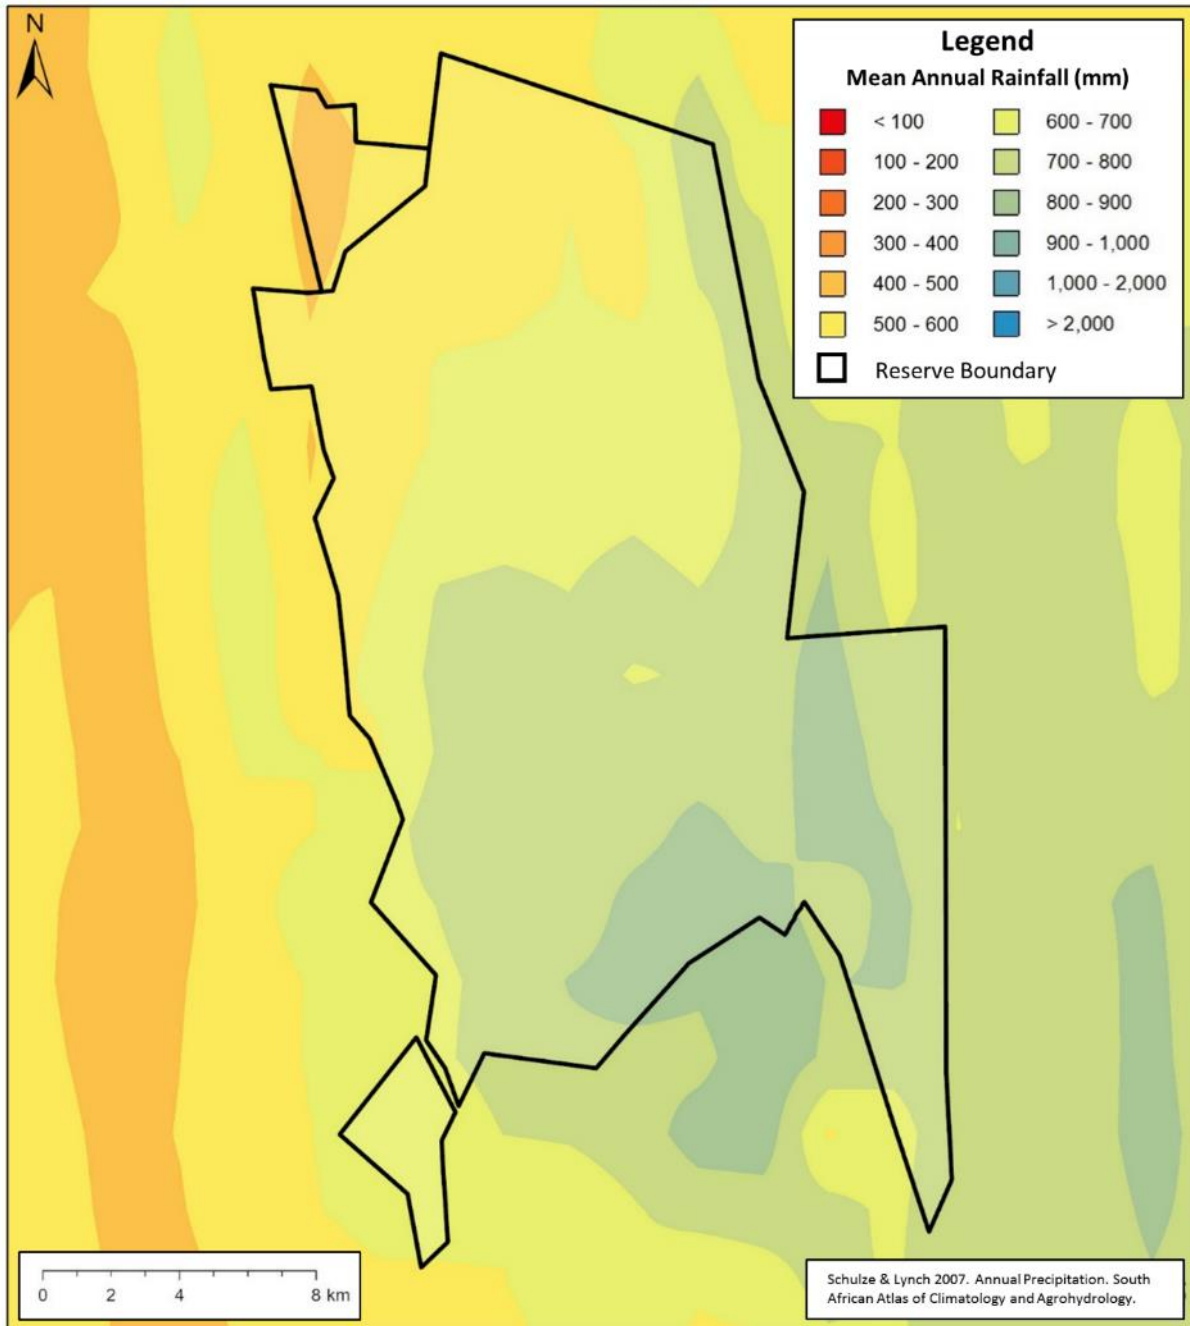 N
Legend
Mean Annual Rainfall (mm)
< 100
100 - 200
200 - 300
300 - 400
400 - 500
500 - 600
600 - 700
700 - 800
800 - 900
900 - 1,000
1,000 - 2,000
> 2,000
Reserve Boundary
0 2 4 8 km
Schulze & Lynch 2007. Annual Precipitation. South
African Atlas of Climatology and Agrohydrology.